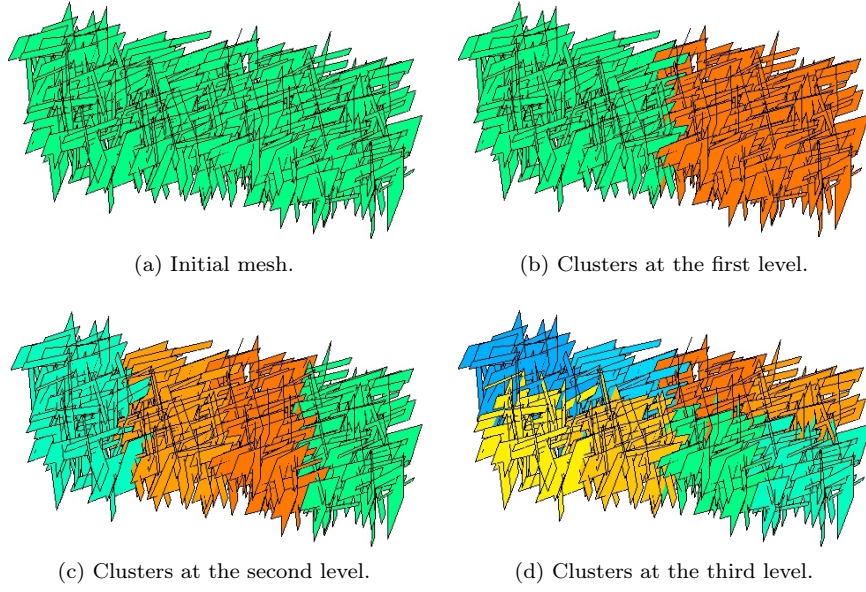 (a) Initial mesh.
(b) Clusters at the first level.
(c) Clusters at the second level.
(d) Clusters at the third level.